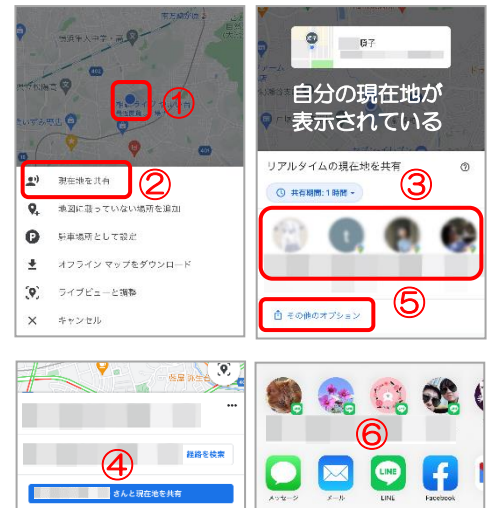 ①
現在地を共有
②
地図に載っていない場所を追加
駐車場所として設定
オフライン マップをダウンロード
ライブビューと調整
キャンセル
順子
自分の現在地が
表示されている
リアルタイムの現在地を共有
共有期間: 1 時間
③
t
⑤
その他のオプション
経路を検索
④
さんと現在地を共有
⑥
LINE
メッセージ
メール
LINE
Facebook